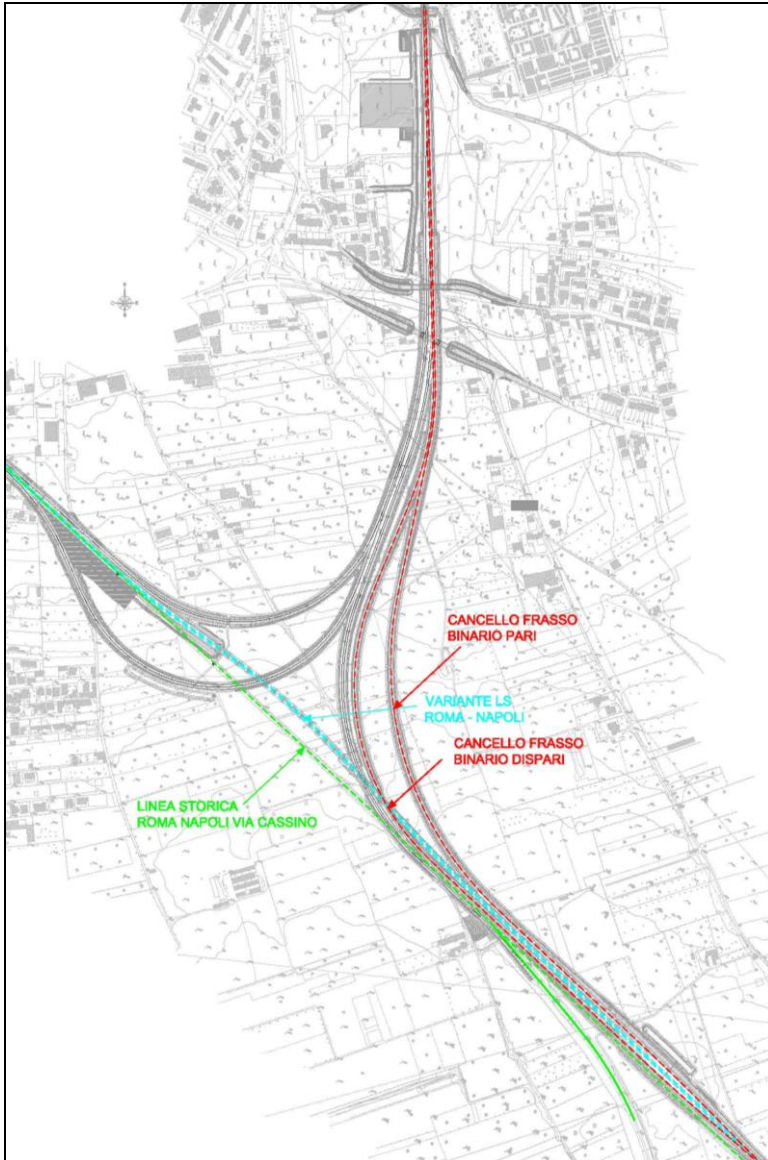 CANCELLO FRASSO
BINARIO PARI
VARIANTE LS
ROMA - NAPOLI
CANCELLO FRASSO
BINARIO DISPARI
LINEA STORICA
ROMA NAPOLI VIA CASSINO